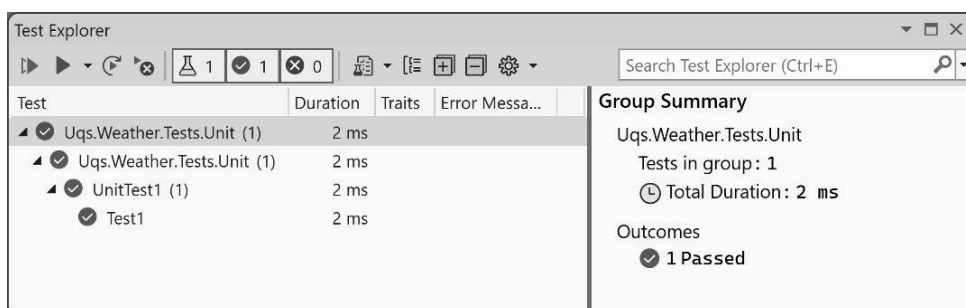 Test Explorer
1 1 0
Search Test Explorer (Ctrl+E)
Test Duration Traits Error Messa...
Uqs.Weather.Tests.Unit (1) 2 ms
Uqs.Weather.Tests.Unit (1) 2 ms
UnitTest1 (1) 2 ms
Test1 2 ms
Group Summary
Uqs.Weather.Tests.Unit
Tests in group: 1
Total Duration: 2 ms
Outcomes
1 Passed